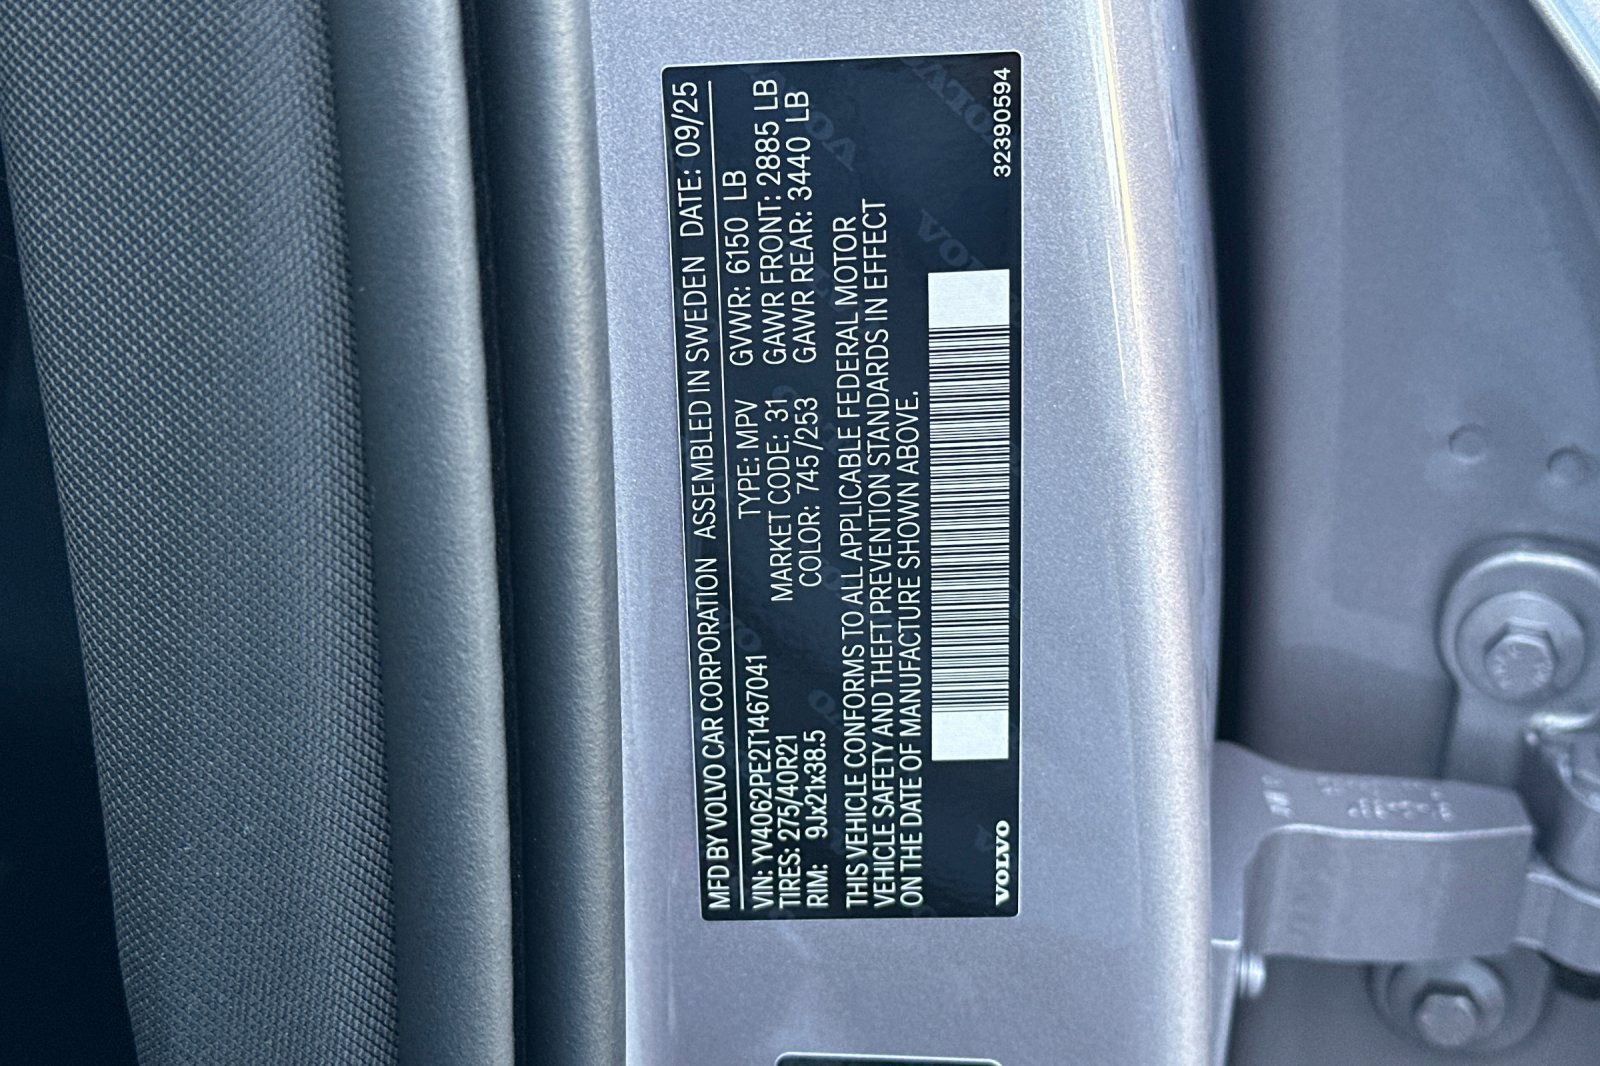 MFD BY VOLVO CAR CORPORATION ASSEMBLED IN SWEDEN DATE: 09/25
VIN: YV4062PE2T1467041 TYPE: MPV GVWR: 6150 LB
TIRES: 275/40R21 MARKET CODE: 31 GAWR FRONT: 2885 LB
RIM: 9Jx21x38.5 COLOR: 745/253 GAWR REAR: 3440 LB
THIS VEHICLE CONFORMS TO ALL APPLICABLE FEDERAL MOTOR
VEHICLE SAFETY AND THEFT PREVENTION STANDARDS IN EFFECT
ON THE DATE OF MANUFACTURE SHOWN ABOVE.
VOLVO 32390594